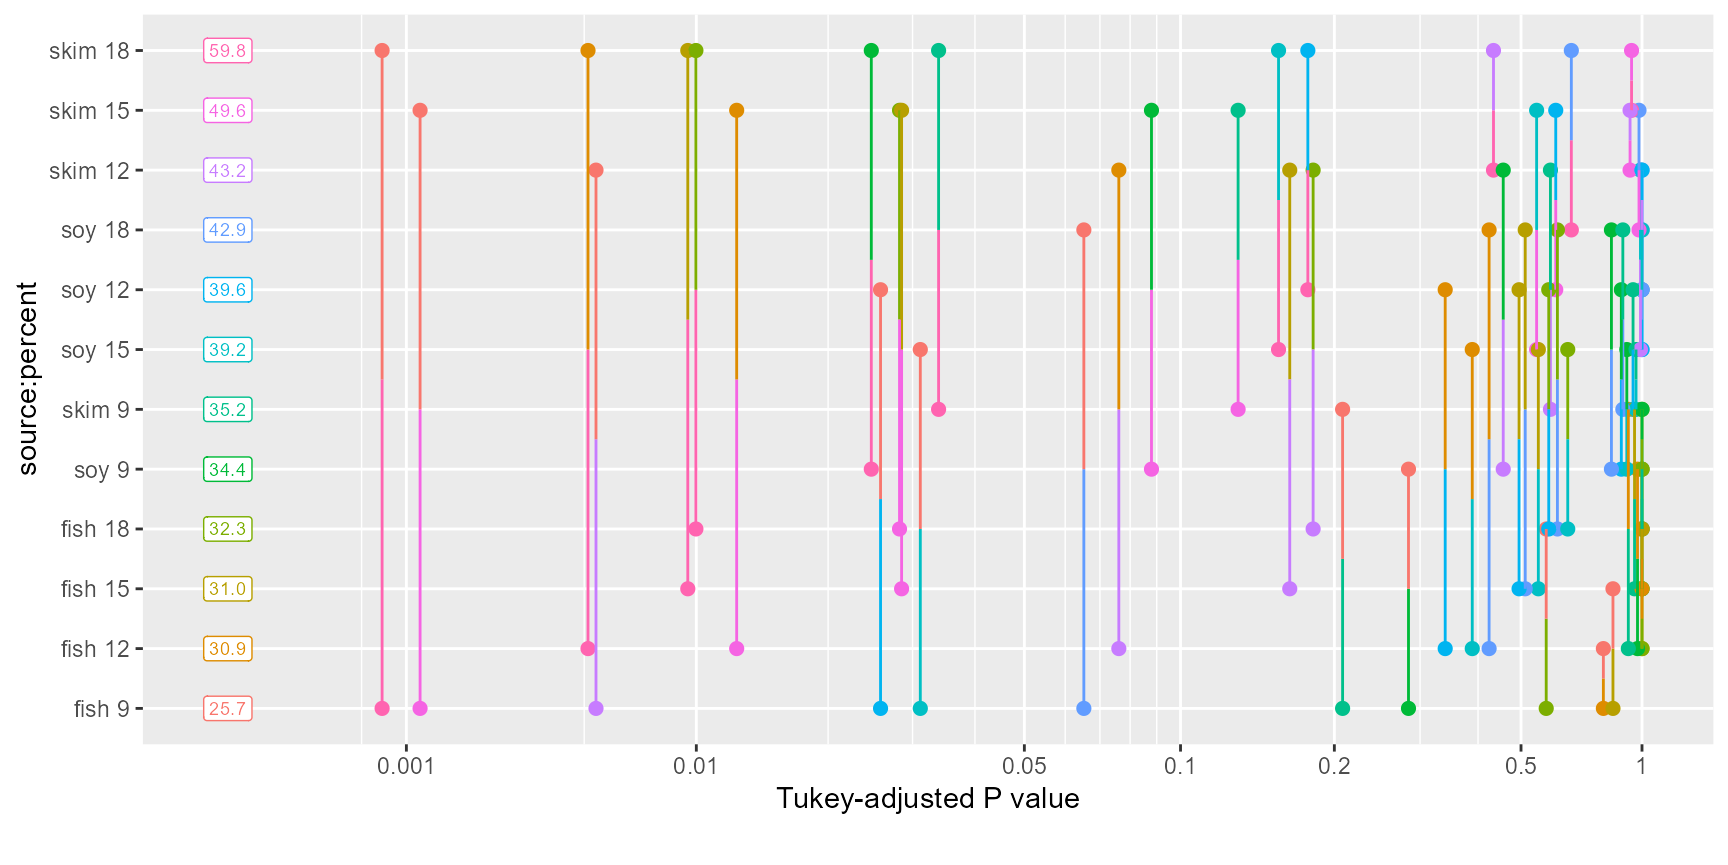 skim 18 59.8
skim 15 49.6
skim 12 43.2
soy 18 42.9
soy 12 39.6
soy 15 39.2
skim 9 35.2
soy 9 34.4
fish 18 32.3
fish 15 31.0
fish 12 30.9
fish 9 25.7
source:percent
0.001 0.01 0.05 0.1 0.2 0.5 1
Tukey-adjusted P value